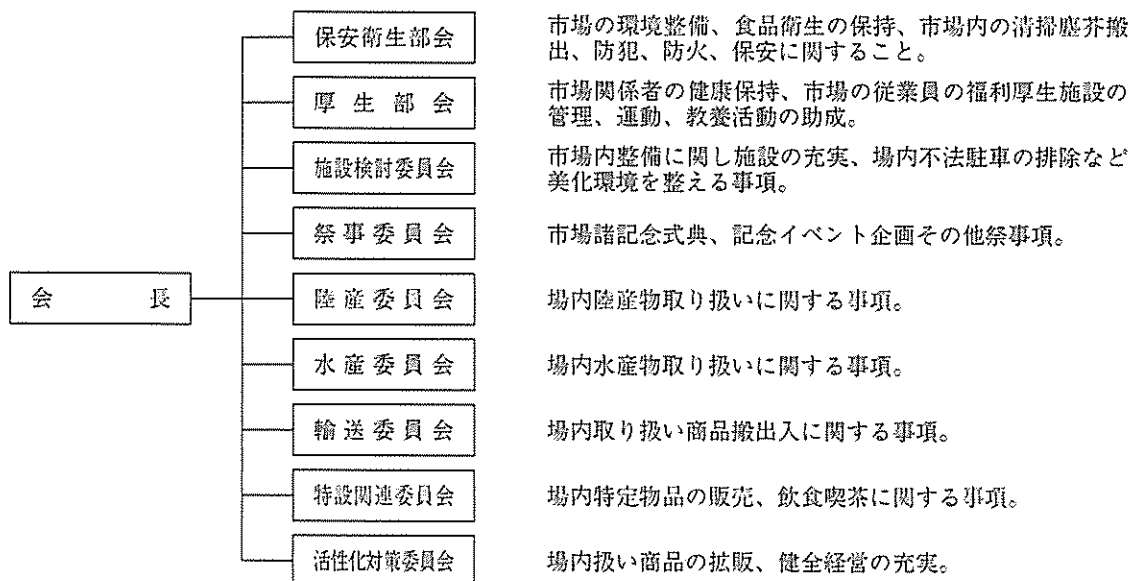 保安衛生部会
市場の環境整備、食品衛生の保持、市場内の清掃塵芥搬
出、防犯、防火、保安に関すること。
厚生部会
市場関係者の健康保持、市場の従業員の福利厚生施設の
管理、運動、教養活動の助成。
施設検討委員会
市場内整備に関し施設の充実、場内不法駐車の排除など
美化環境を整える事項。
祭事委員会
市場諸記念式典、記念イベント企画その他祭事項。
会長
陸産委員会
場内陸産物取り扱いに関する事項。
水産委員会
場内水産物取り扱いに関する事項。
輸送委員会
場内取り扱い商品搬出入に関する事項。
特設関連委員会
場内特定物品の販売、飲食喫茶に関する事項。
活性化対策委員会
場内扱い商品の拡販、健全経営の充実。